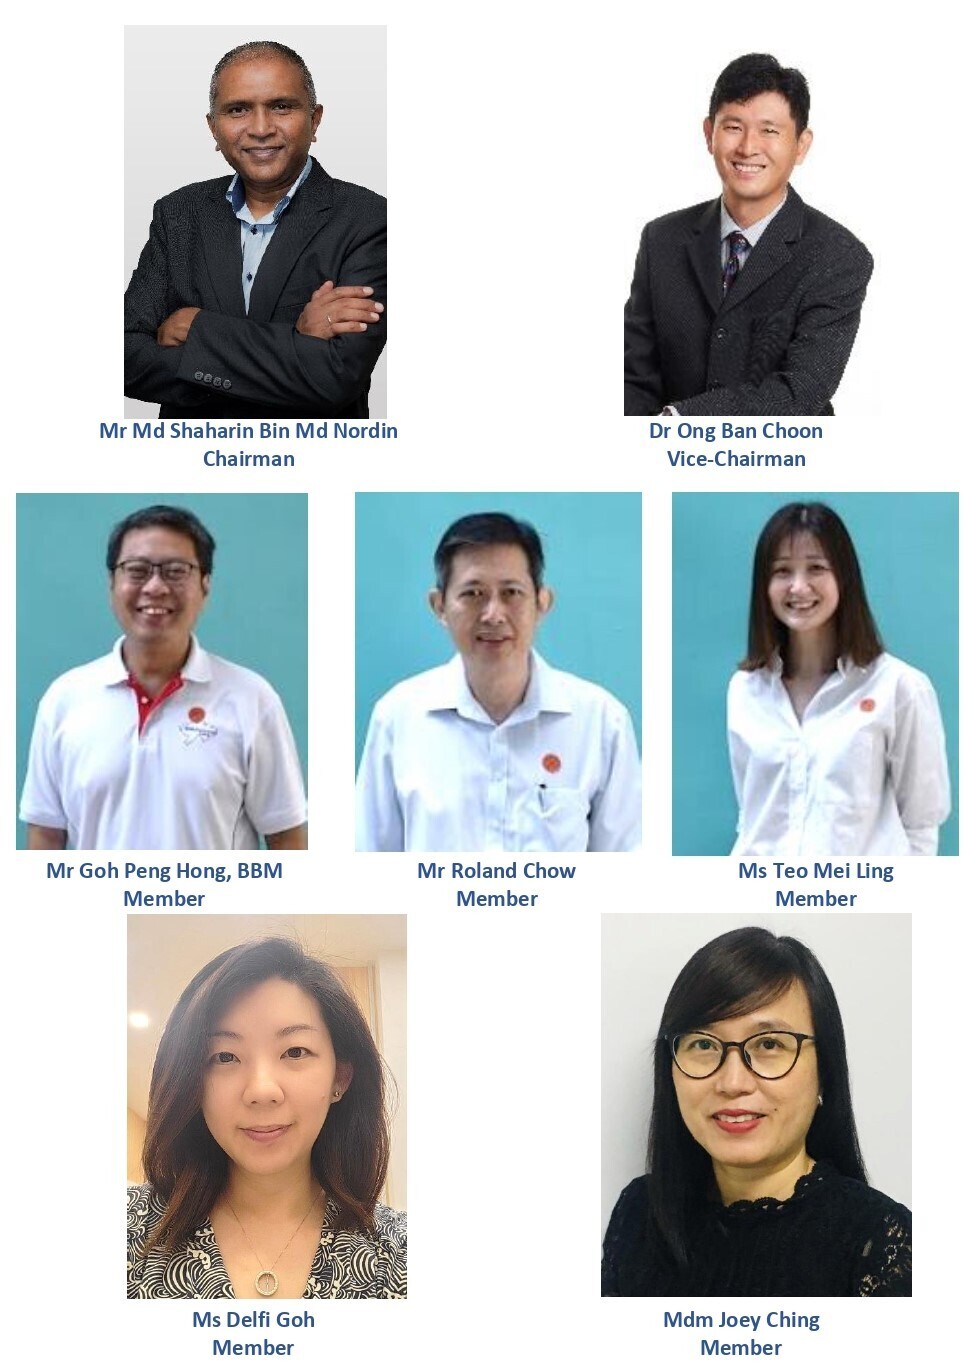 Mr Md Shaharin Bin Md Nordin
Chairman
Dr Ong Ban Choon
Vice-Chairman
Mr Goh Peng Hong, BBM
Member
Mr Roland Chow
Member
Ms Teo Mei Ling
Member
Ms Delfi Goh
Member
Mdm Joey Ching
Member